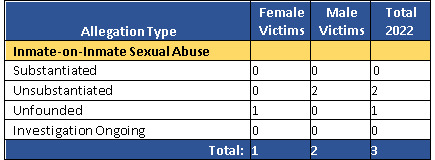 Allegation Type Female Victims Male Victims Total 2022
Inmate-on-Inmate Sexual Abuse
Substantiated 0 0 0
Unsubstantiated 0 2 2
Unfounded 1 0 1
Investigation Ongoing 0 0 0
Total: 1 2 3